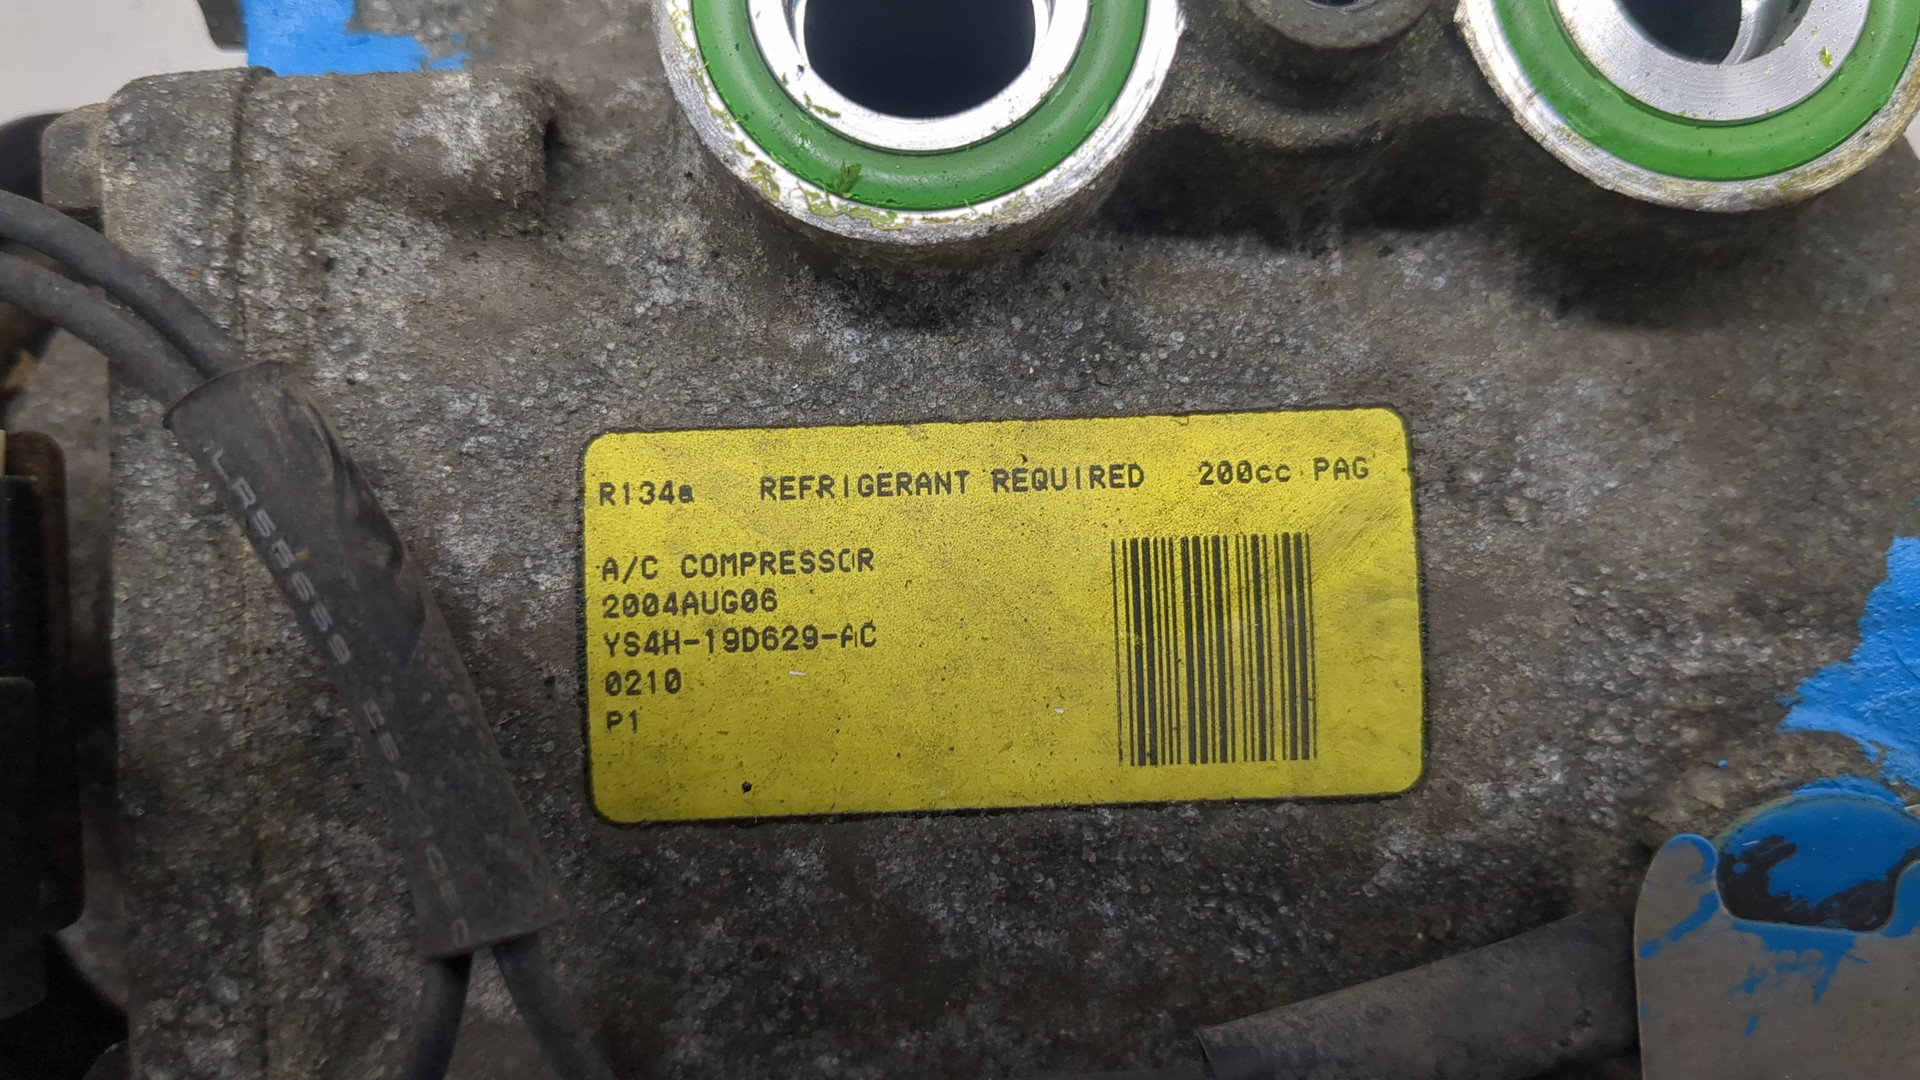 R134a REFRIGERANT REQUIRED 200cc PAG
A/C COMPRESSOR
2004AUG06
YS4H-19D629-AC
0210
P1